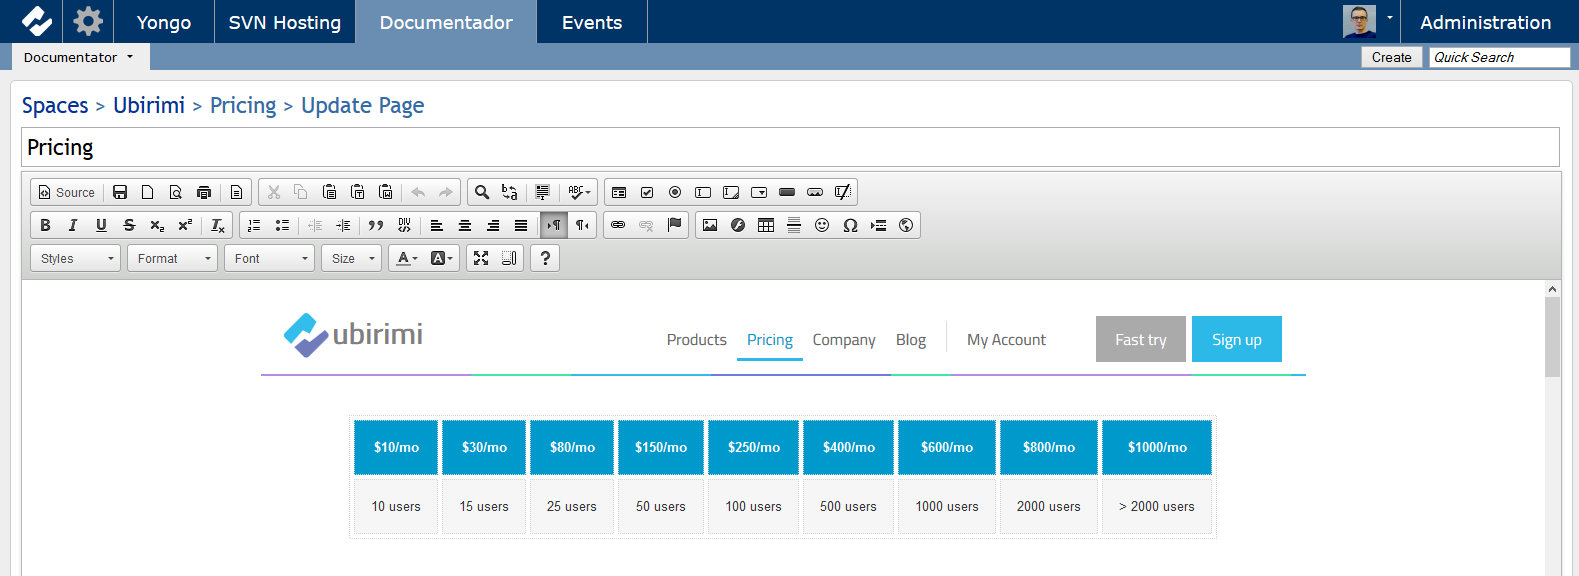 Yongo SVN Hosting Documentador Events Administration
Documentator Create Quick Search
Spaces > Ubirimi > Pricing > Update Page
Pricing
Source
Styles Format Font Size
ubirimi Products Pricing Company Blog My Account Fast try Sign up
$10/mo $30/mo $80/mo $150/mo $250/mo $400/mo $600/mo $800/mo $1000/mo
10 users 15 users 25 users 50 users 100 users 500 users 1000 users 2000 users > 2000 users